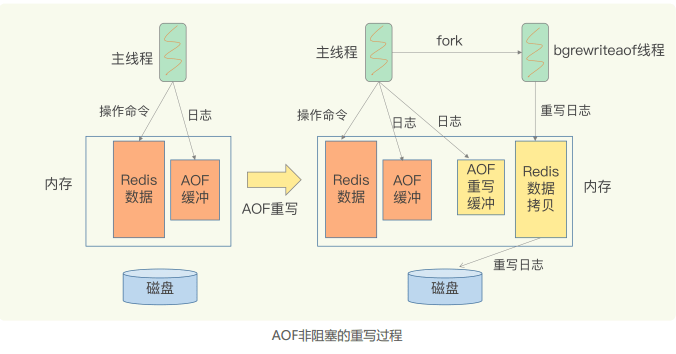 主线程
操作命令
日志
内存
Redis
数据
AOF
缓冲
磁盘
AOF重写
主线程
fork
bgrewriteaof线程
操作命令
日志
日志
重写日志
Redis
数据
AOF
缓冲
AOF
重写
缓冲
Redis
数据
拷贝
内存
重写日志
磁盘
AOF非阻塞的重写过程